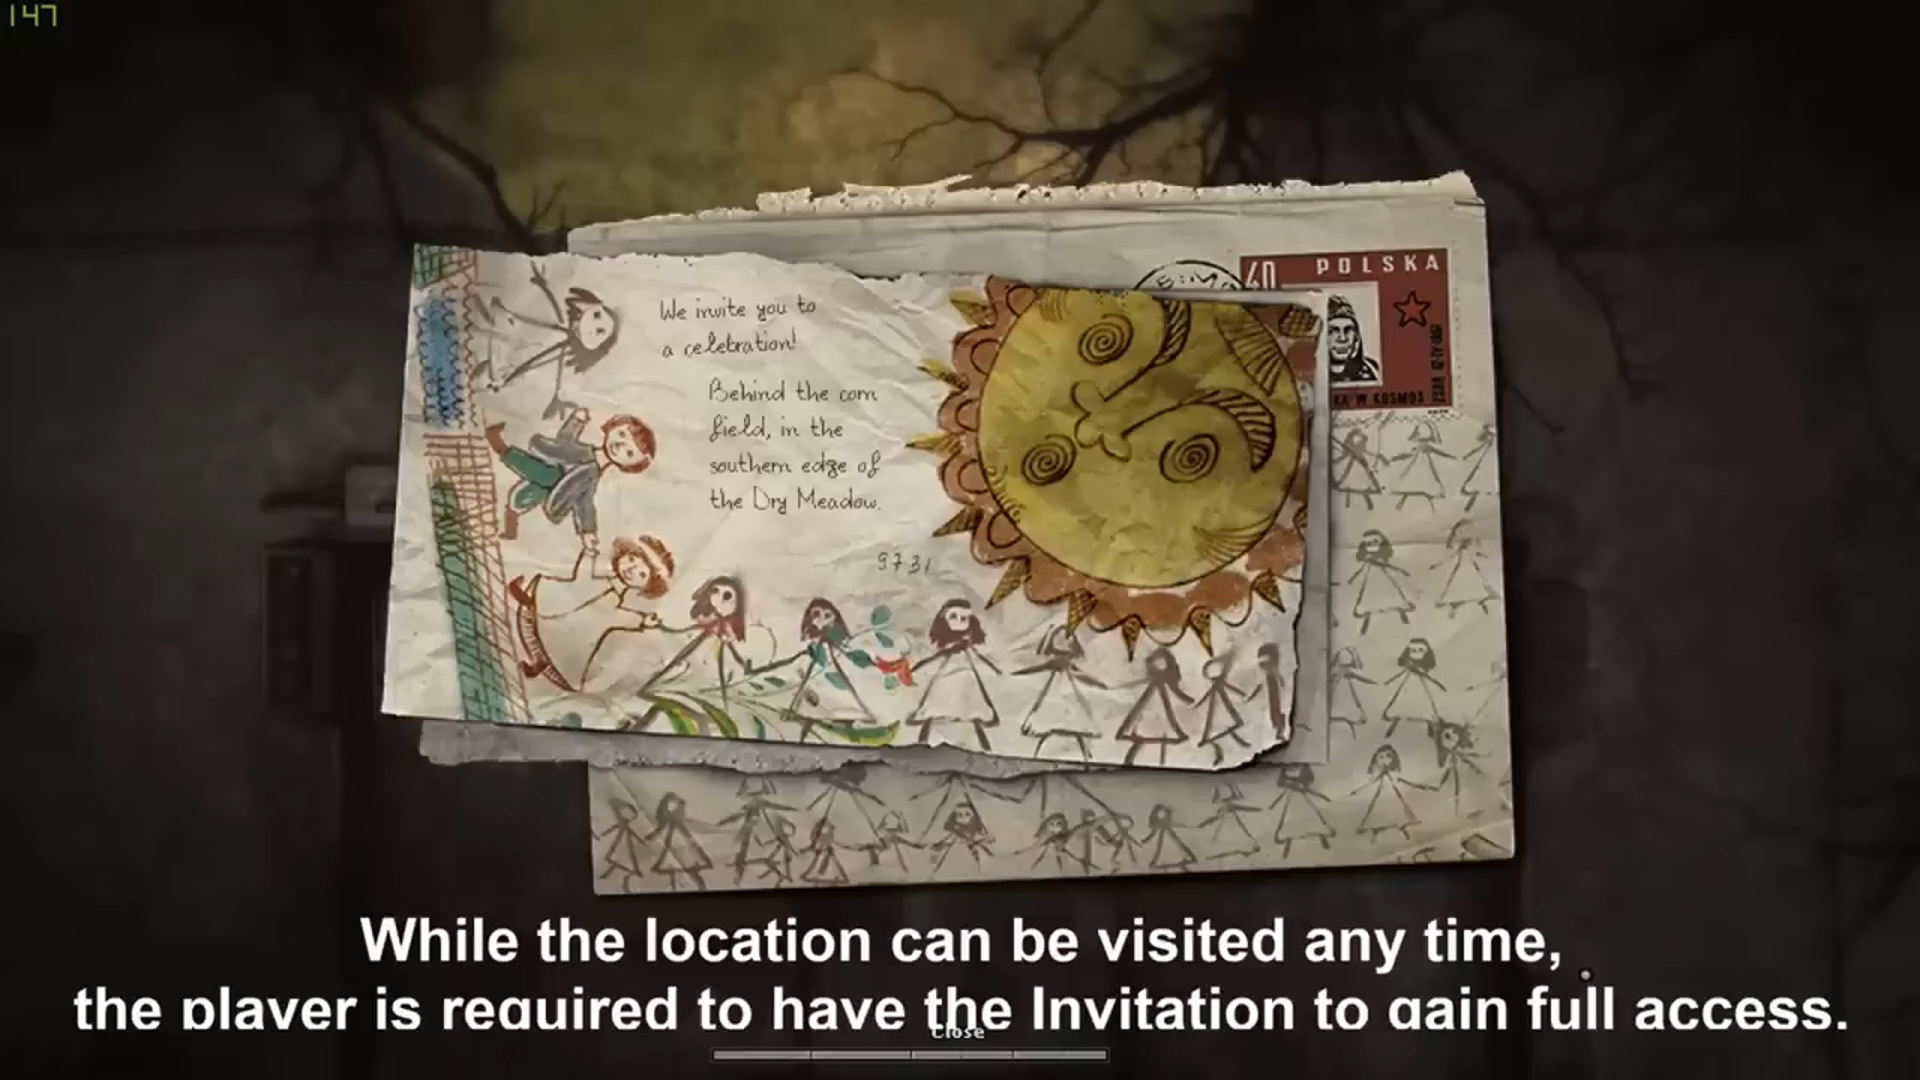 147
POLSKA
40
We invite you to
a celebration!
Behind the corn
field, in the
southern edge of
the Dry Meadow.
9731
KA W KOSMOS
While the location can be visited any time,
the player is required to have the Invitation to gain full access.
Close